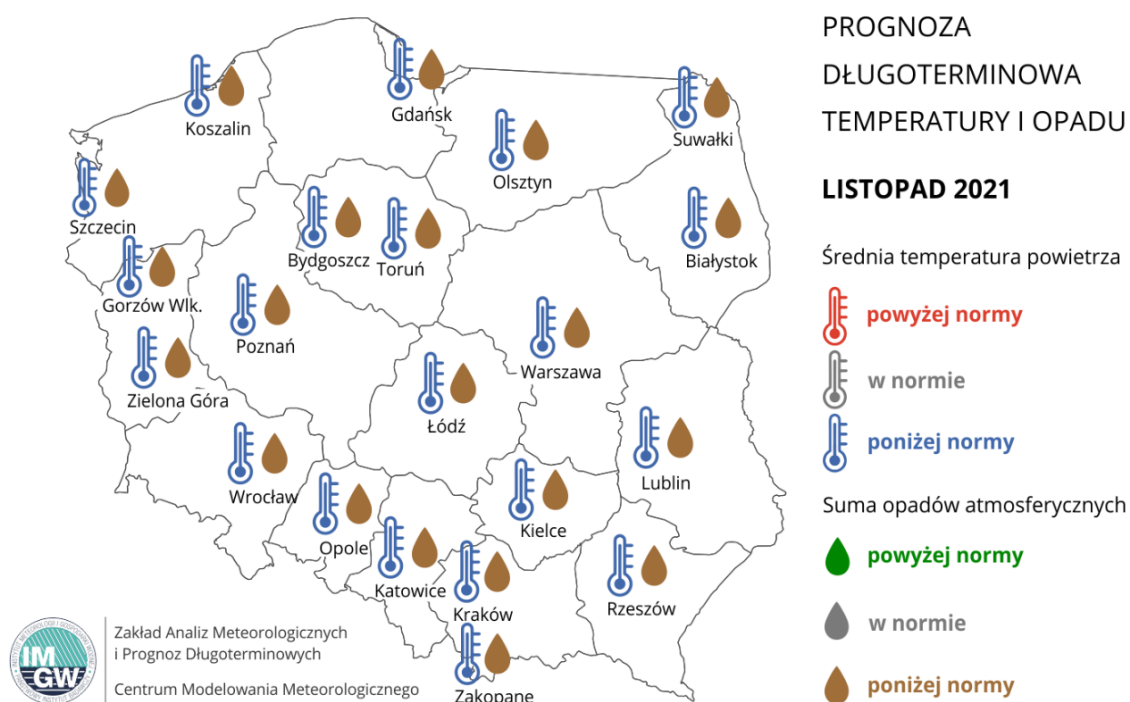 PROGNOZA
DŁUGOTERMINOWA
TEMPERATURY I OPADU
LISTOPAD 2021
Średnia temperatura powietrza
powyżej normy
w normie
poniżej normy
Suma opadów atmosferycznych
powyżej normy
w normie
poniżej normy
Koszalin
Gdańsk
Suwałki
Olsztyn
Szczecin
Bydgoszcz
Toruń
Białystok
Gorzów Wlk.
Poznań
Warszawa
Zielona Góra
Łódź
Wrocław
Lublin
Opole
Kielce
Katowice
Kraków
Rzeszów
Zakopane
IM
GW
Zakład Analiz Meteorologicznych
i Prognoz Długoterminowych
Centrum Modelowania Meteorologicznego